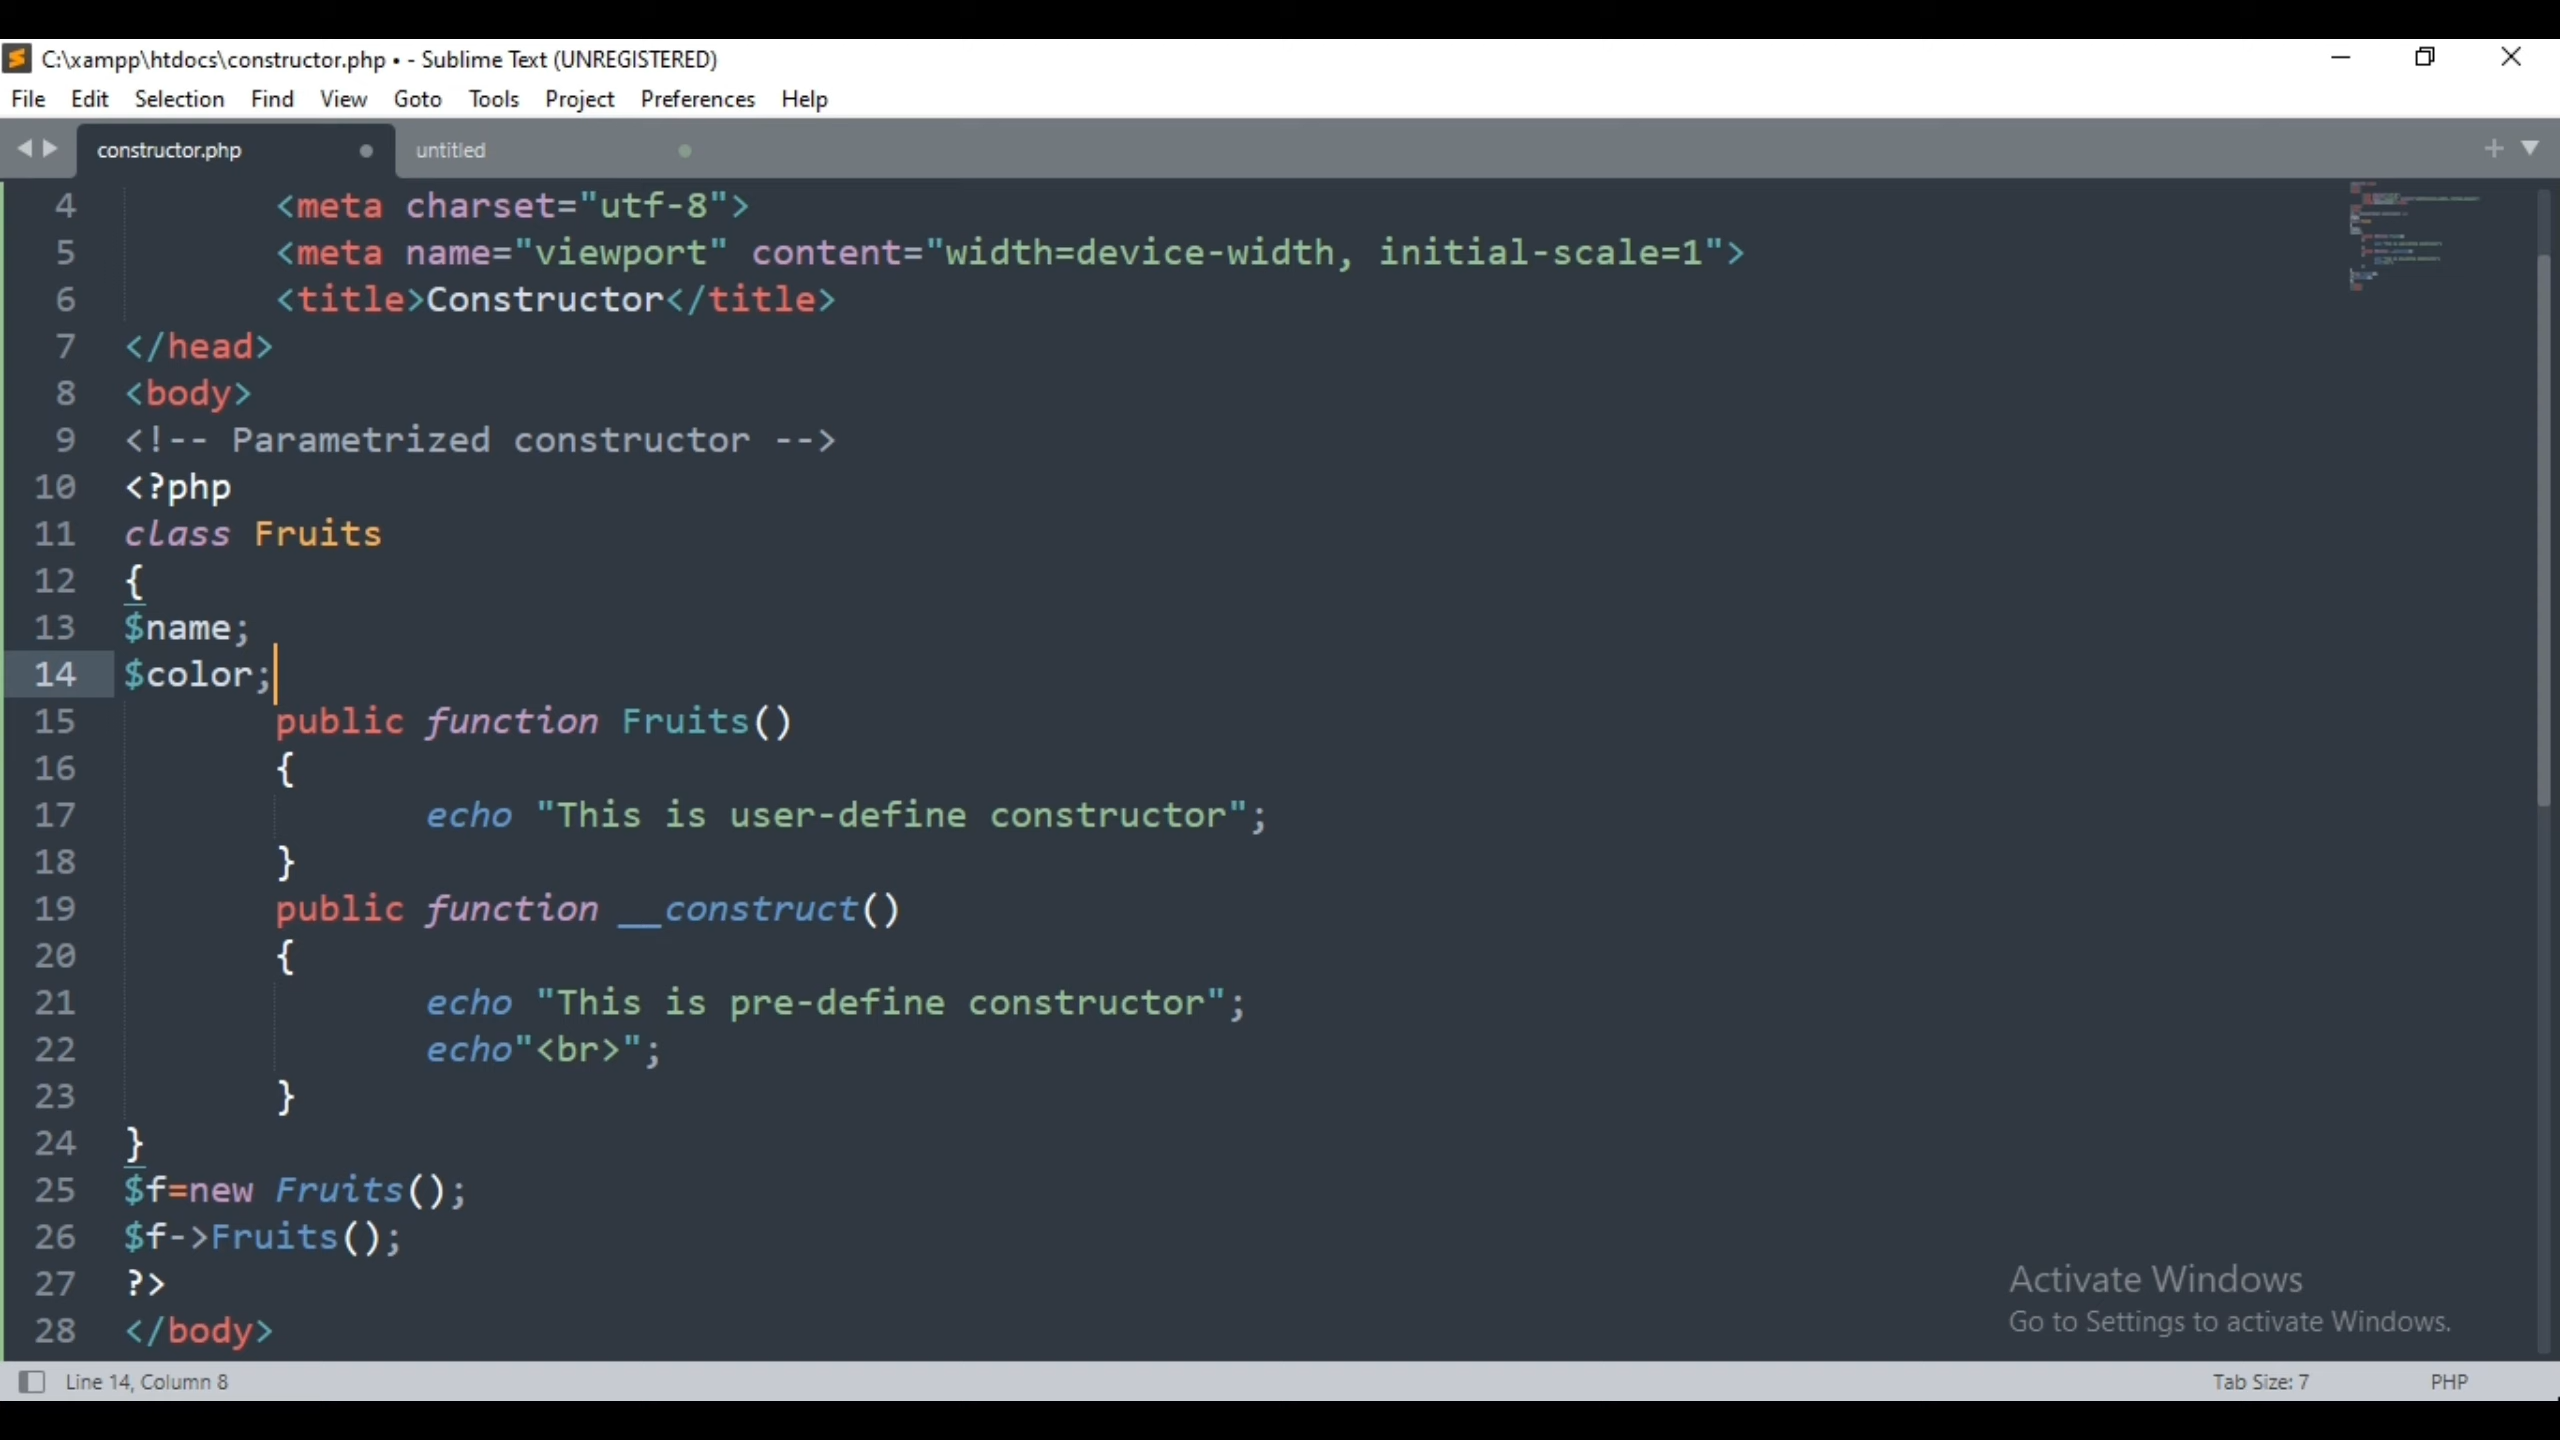 C:\xampp\htdocs\constructor.php • - Sublime Text (UNREGISTERED)
File Edit Selection Find View Goto Tools Project Preferences Help
constructor.php untitled
4 <meta charset="utf-8">
5 <meta name="viewport" content="width=device-width, initial-scale=1">
6 <title>Constructor</title>
7 </head>
8 <body>
9 <!-- Parametrized constructor -->
10 <?php
11 class Fruits
12 {
13 $name;
14 $color;
15 public function Fruits()
16 {
17 echo "This is user-define constructor";
18 }
19 public function __construct()
20 {
21 echo "This is pre-define constructor";
22 echo"<br>";
23 }
24 }
25 $f=new Fruits();
26 $f->Fruits();
27 ?>
28 </body>
Activate Windows
Go to Settings to activate Windows.
Line 14, Column 8 Tab Size: 7 PHP